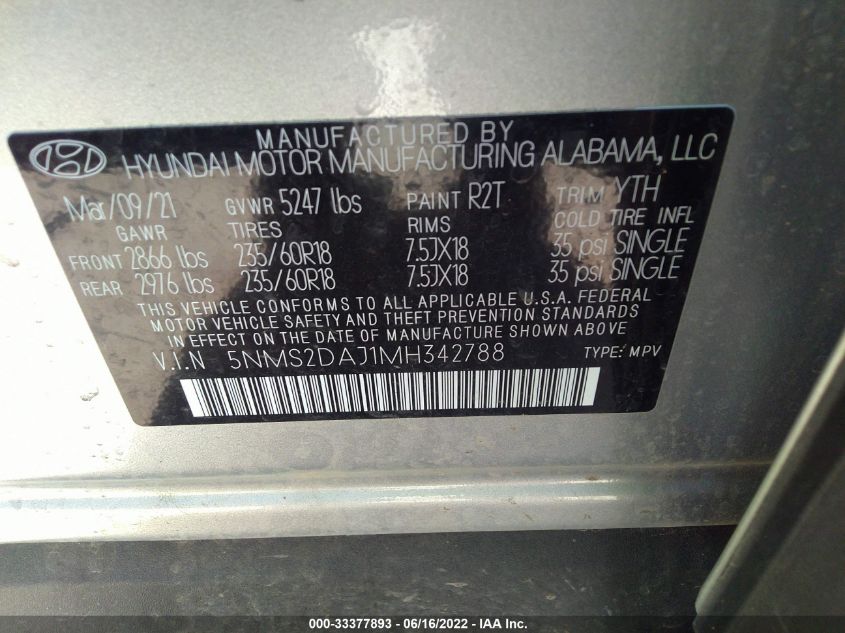 MANUFACTURED BY
HYUNDAI MOTOR MANUFACTURING ALABAMA, LLC
Mar/09/21 GVWR 5247 lbs PAINT R2T TRIM YTH
GAWR TIRES RIMS COLD TIRE INFL
FRONT 2866 lbs 235/60R18 7.5JX18 35 psi SINGLE
REAR 2976 lbs 235/60R18 7.5JX18 35 psi SINGLE
THIS VEHICLE CONFORMS TO ALL APPLICABLE U.S.A. FEDERAL
MOTOR VEHICLE SAFETY AND THEFT PREVENTION STANDARDS
IN EFFECT ON THE DATE OF MANUFACTURE SHOWN ABOVE
V.I.N 5NMS2DAJ1MH342788 TYPE: MPV
000-33377893 - 06/16/2022 - IAA Inc.